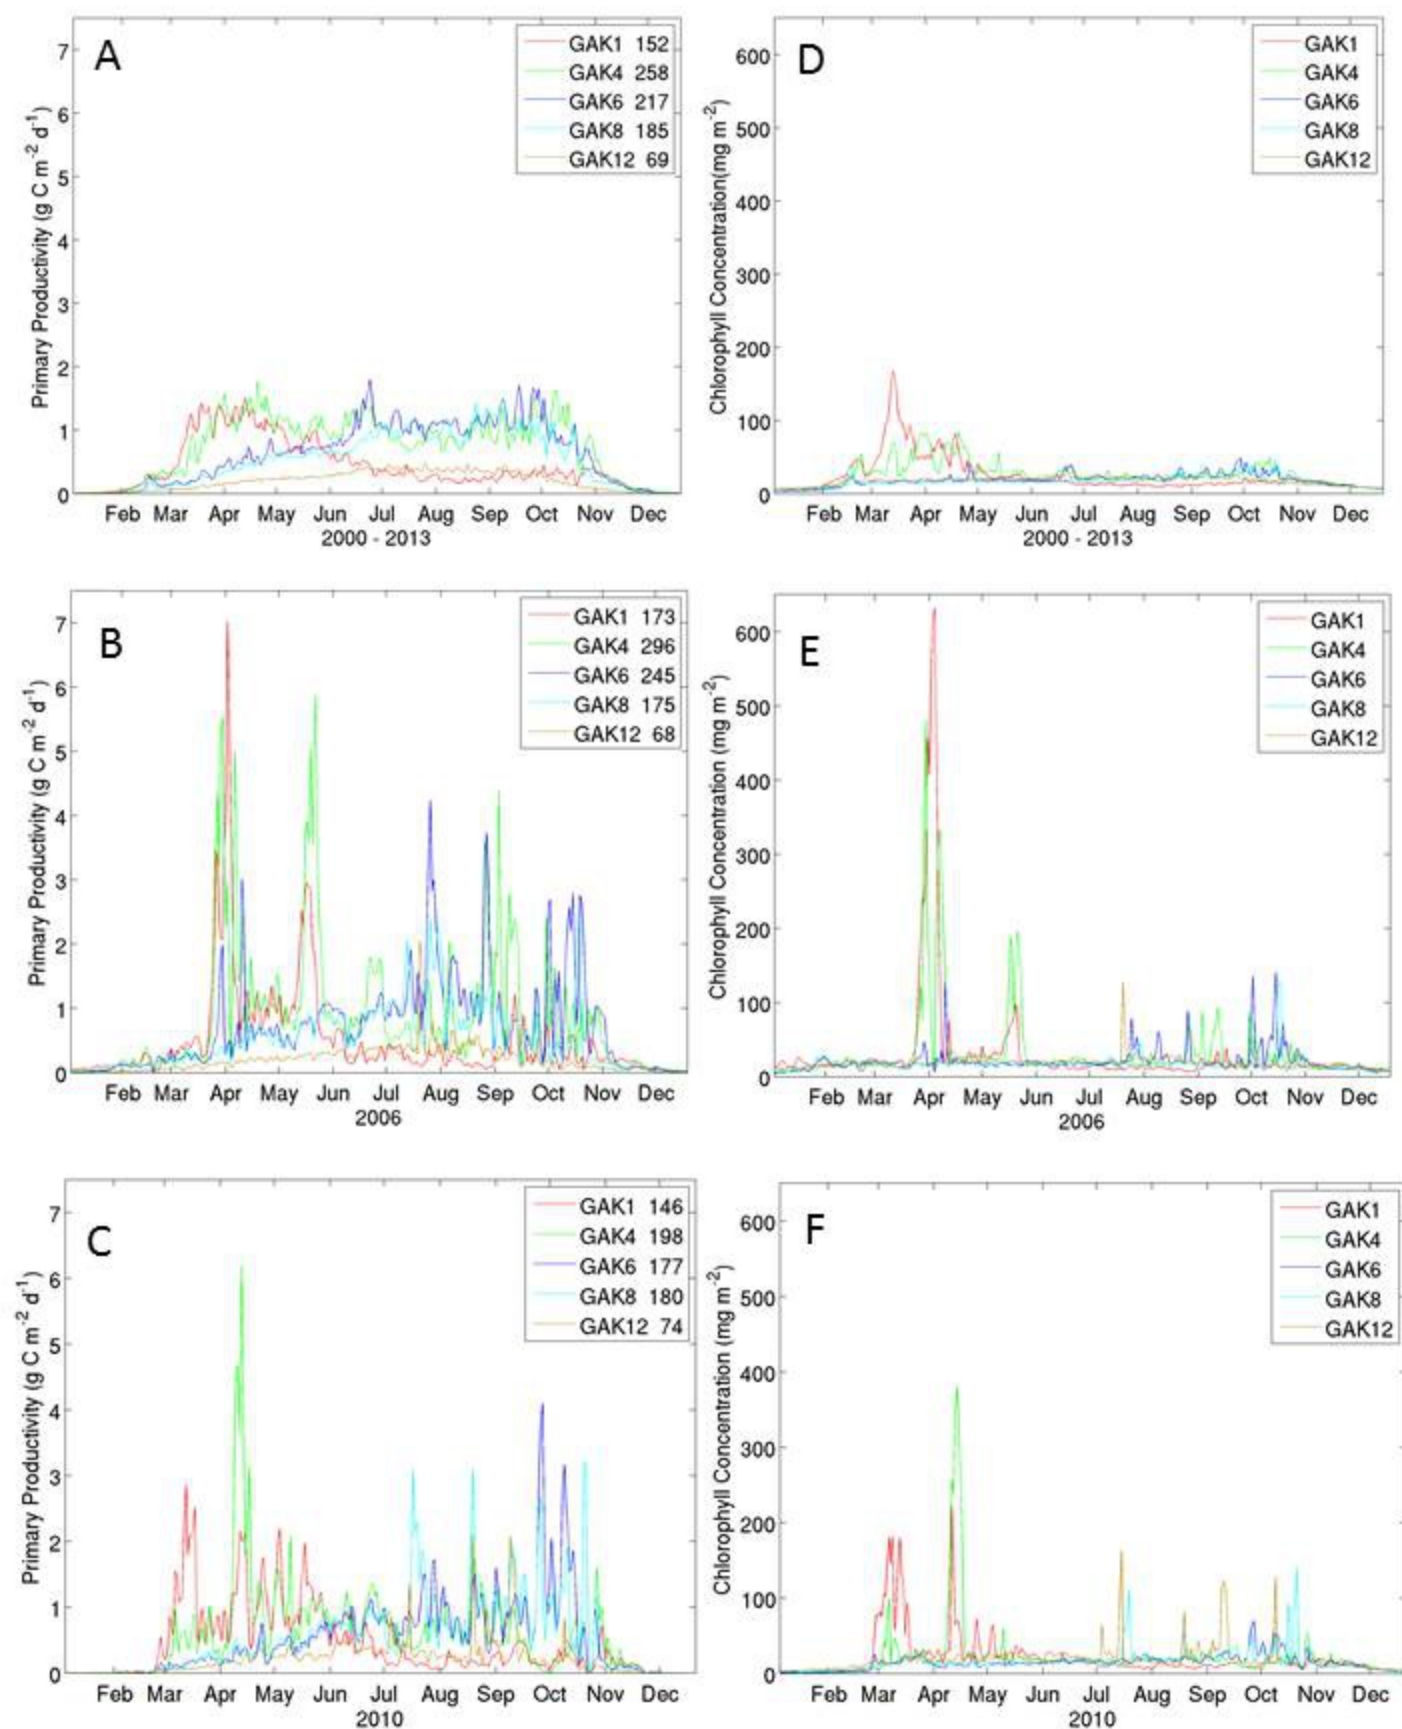 A
Primary Productivity (g C m-2 d-1)
7
6
5
4
3
2
1
0
GAK1 152
GAK4 258
GAK6 217
GAK8 185
GAK12 69
Feb Mar Apr May Jun Jul Aug Sep Oct Nov Dec
2000 - 2013
D
Chlorophyll Concentration(mg m-2)
600
500
400
300
200
100
0
GAK1
GAK4
GAK6
GAK8
GAK12
Feb Mar Apr May Jun Jul Aug Sep Oct Nov Dec
2000 - 2013
B
Primary Productivity (g C m-2 d-1)
7
6
5
4
3
2
1
0
GAK1 173
GAK4 296
GAK6 245
GAK8 175
GAK12 68
Feb Mar Apr May Jun Jul Aug Sep Oct Nov Dec
2006
E
Chlorophyll Concentration (mg m-2)
600
500
400
300
200
100
0
GAK1
GAK4
GAK6
GAK8
GAK12
Feb Mar Apr May Jun Jul Aug Sep Oct Nov Dec
2006
C
Primary Productivity (g C m-2 d-1)
7
6
5
4
3
2
1
0
GAK1 146
GAK4 198
GAK6 177
GAK8 180
GAK12 74
Feb Mar Apr May Jun Jul Aug Sep Oct Nov Dec
2010
F
Chlorophyll Concentration (mg m-2)
600
500
400
300
200
100
0
GAK1
GAK4
GAK6
GAK8
GAK12
Feb Mar Apr May Jun Jul Aug Sep Oct Nov Dec
2010